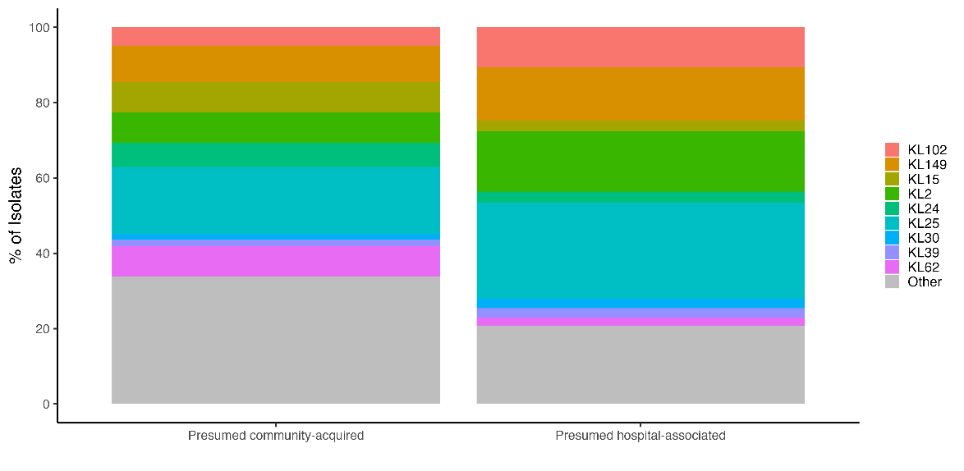 100
80
60
40
20
0
% of Isolates
Presumed community-acquired
Presumed hospital-associated
KL102
KL149
KL15
KL2
KL24
KL25
KL30
KL39
KL62
Other